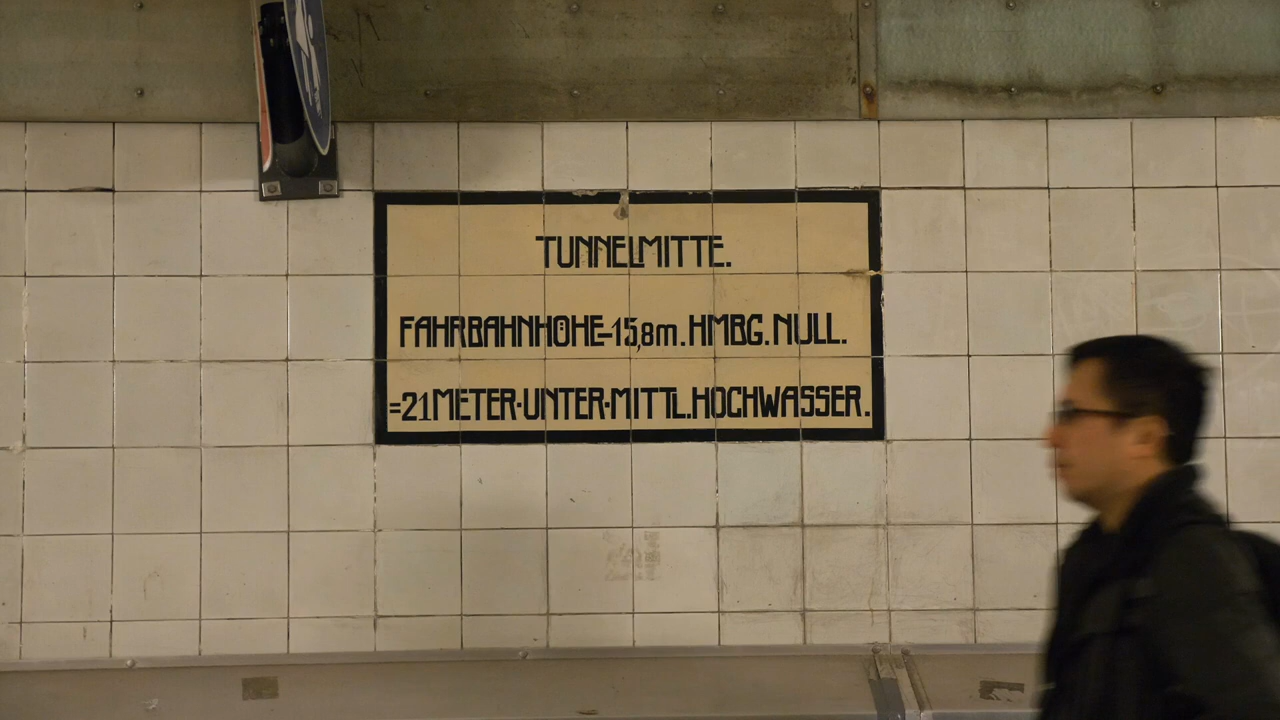 TUNNELMITTE.
FAHRBAHNHÖHE-15,8m.HMBG.NULL.
=21METER·UNTER·MITTL.HOCHWASSER.